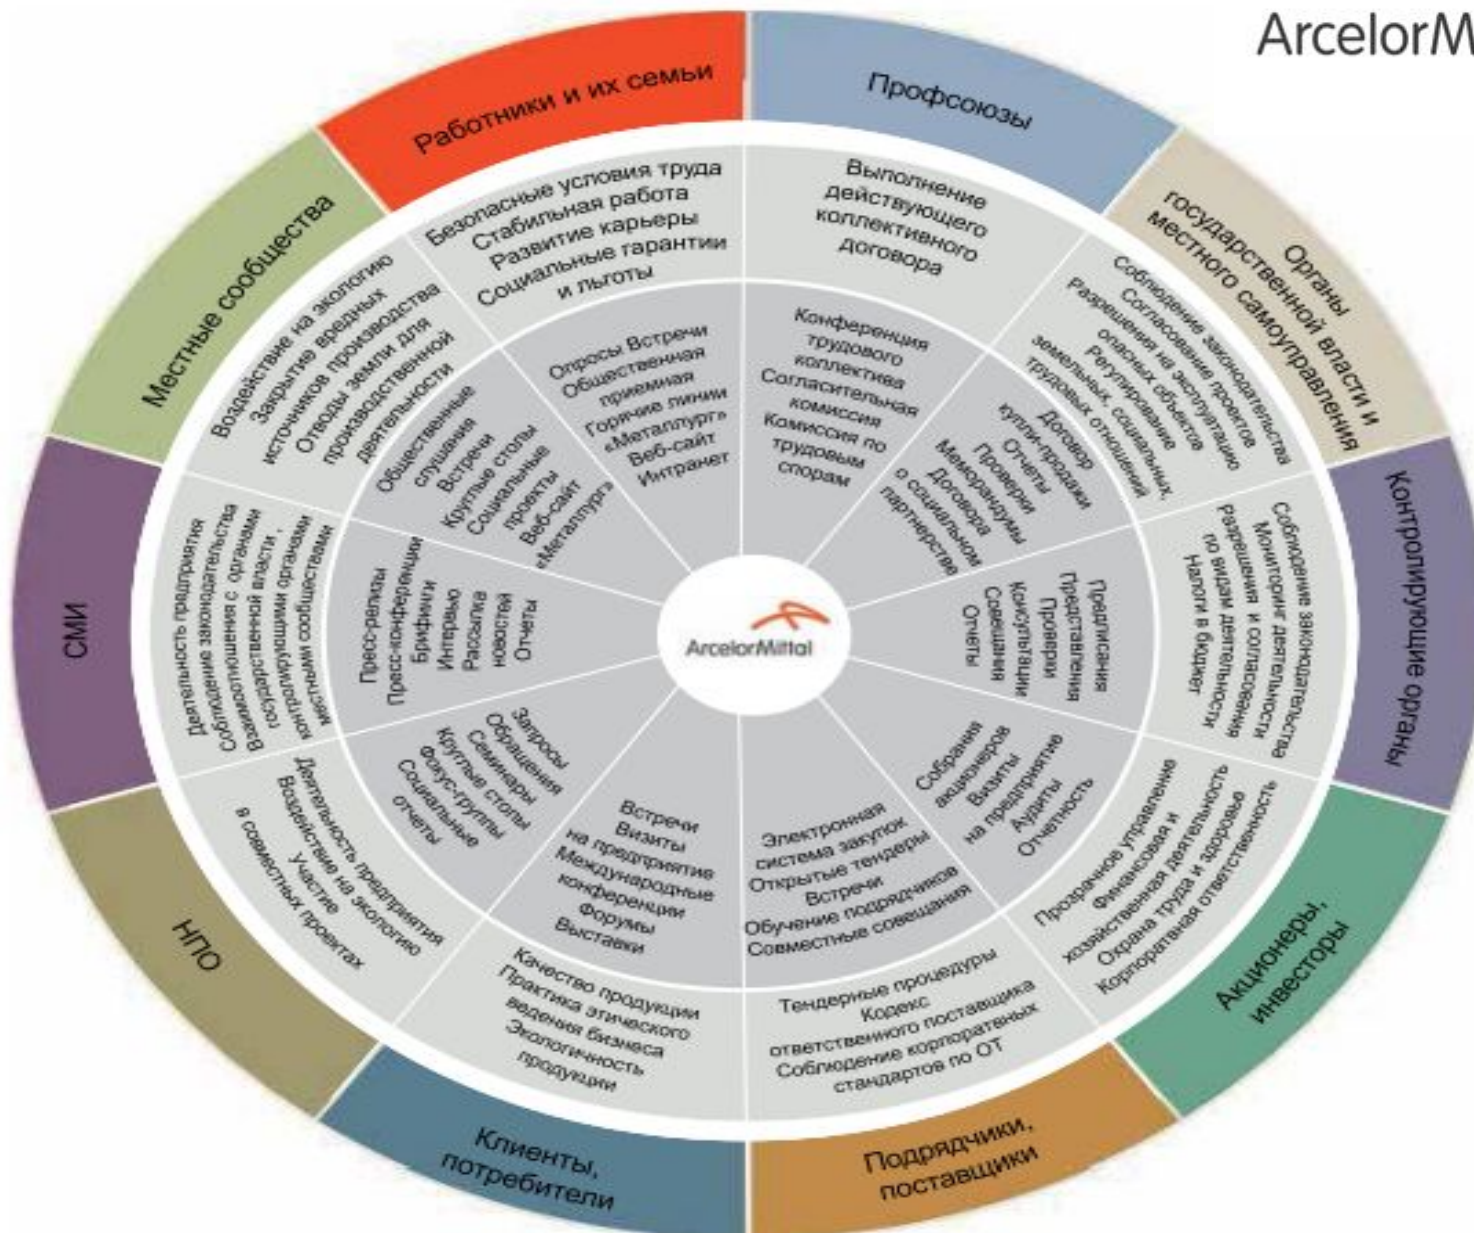 ArcelorM
Работники и их семьи
Безопасные условия труда
Стабильная работа
Развитие карьеры
Социальные гарантии
и льготы
Опросы Встречи
Общественная
приемная
Горячие линии
«Металлург»
Веб-сайт
Интранет
Профсоюзы
Выполнение
действующего
коллективного
договора
Конференция
трудового
коллектива
Согласительная
комиссия
Комиссия по
трудовым
спорам
Органы
государственной власти и
местного самоуправления
Соблюдение законодательства
Согласование проектов
Разрешения на эксплуатацию
опасных объектов
Регулирование
земельных, социальных,
трудовых отношений
Договор
купли-продажи
Отчеты
Проверки
Меморандумы
Договора
о социальном
партнерстве
Контролирующие органы
Соблюдение законодательства
Мониторинг деятельности
Разрешения и согласования
по видам деятельности
Налоги в бюджет
Предписания
Представления
Проверки
Консультации
Совещания
Отчеты
Акционеры,
инвесторы
Прозрачное управление
Финансовая и
хозяйственная деятельность
Охрана труда и здоровье
Корпоратвная ответственность
Собрания
акционеров
Визиты
на предприятие
Аудиты
Отчетность
Подрядчики,
поставщики
Тендерные процедуры
Кодекс
ответственного поставщика
Соблюдение корпоратвных
стандартов по ОТ
Электронная
система закупок
Открытые тендеры
Встречи
Обучение подрядчиков
Совместные совещания
Клиенты,
потребители
Качество продукции
Практика этического
ведения бизнеса
Экологичность
продукции
Встречи
Визиты
на предприятие
Международные
конференции
Форумы
Выставки
НПО
Деятельность предприятия
Воздействие на экологию
Участие
в совместных проектах
Запросы
Обращения
Семинары
Круглые столы
Фокус-группы
Социальные
отчеты
СМИ
Деятельность предприятия
Соблюдение законодательства
Взаимоотношения с органами
государственной власти,
контролирующими органами
местными сообществами
Пресс-релизы
Пресс-конференции
Брифинги
Интервью
Рассылка
новостей
Отчеты
Местные сообщества
Воздействие на экологию
Закрытие вредных
источников производства
Отводы земли для
производственной
деятельности
Общественные
слушания
Встречи
Круглые столы
Социальные
проекты
Веб-сайт
«Металлург»
ArcelorMittal